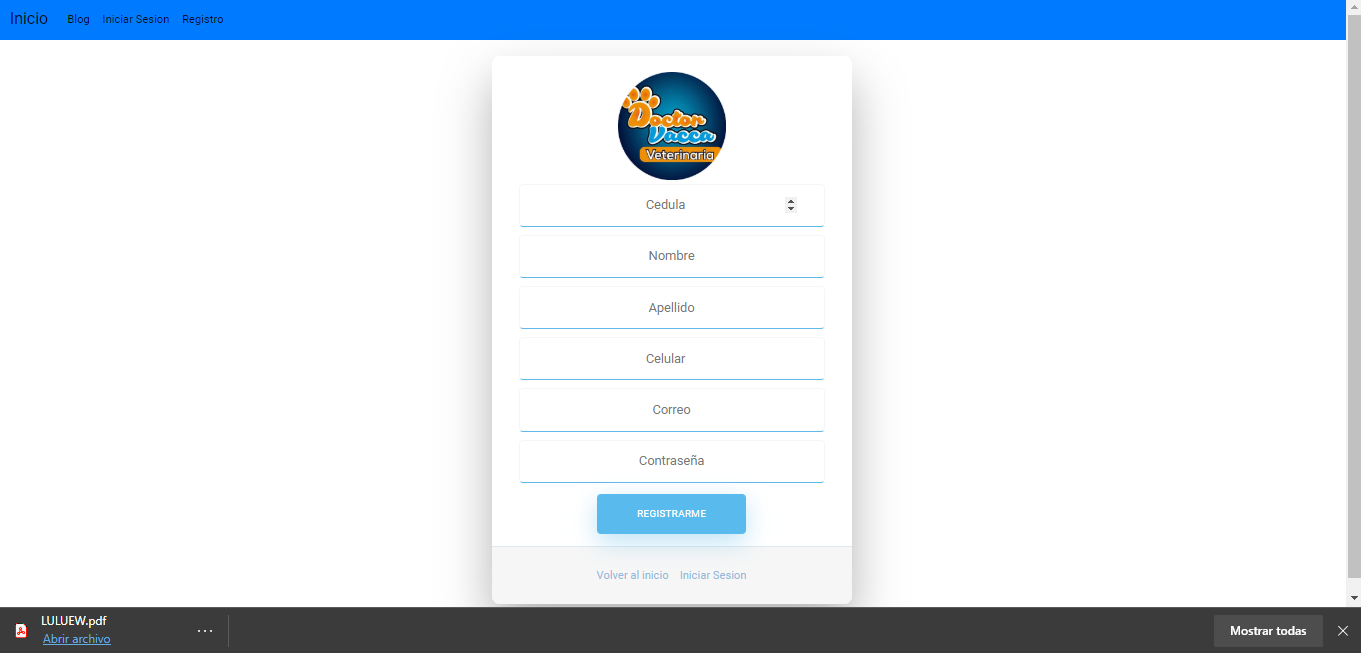 Inicio Blog Iniciar Sesion Registro
Doctor
Vacca
Veterinaria
Cedula
Nombre
Apellido
Celular
Correo
Contraseña
REGISTRARME
Volver al inicio Iniciar Sesion
LULUEW.pdf
Abrir archivo
Mostrar todas